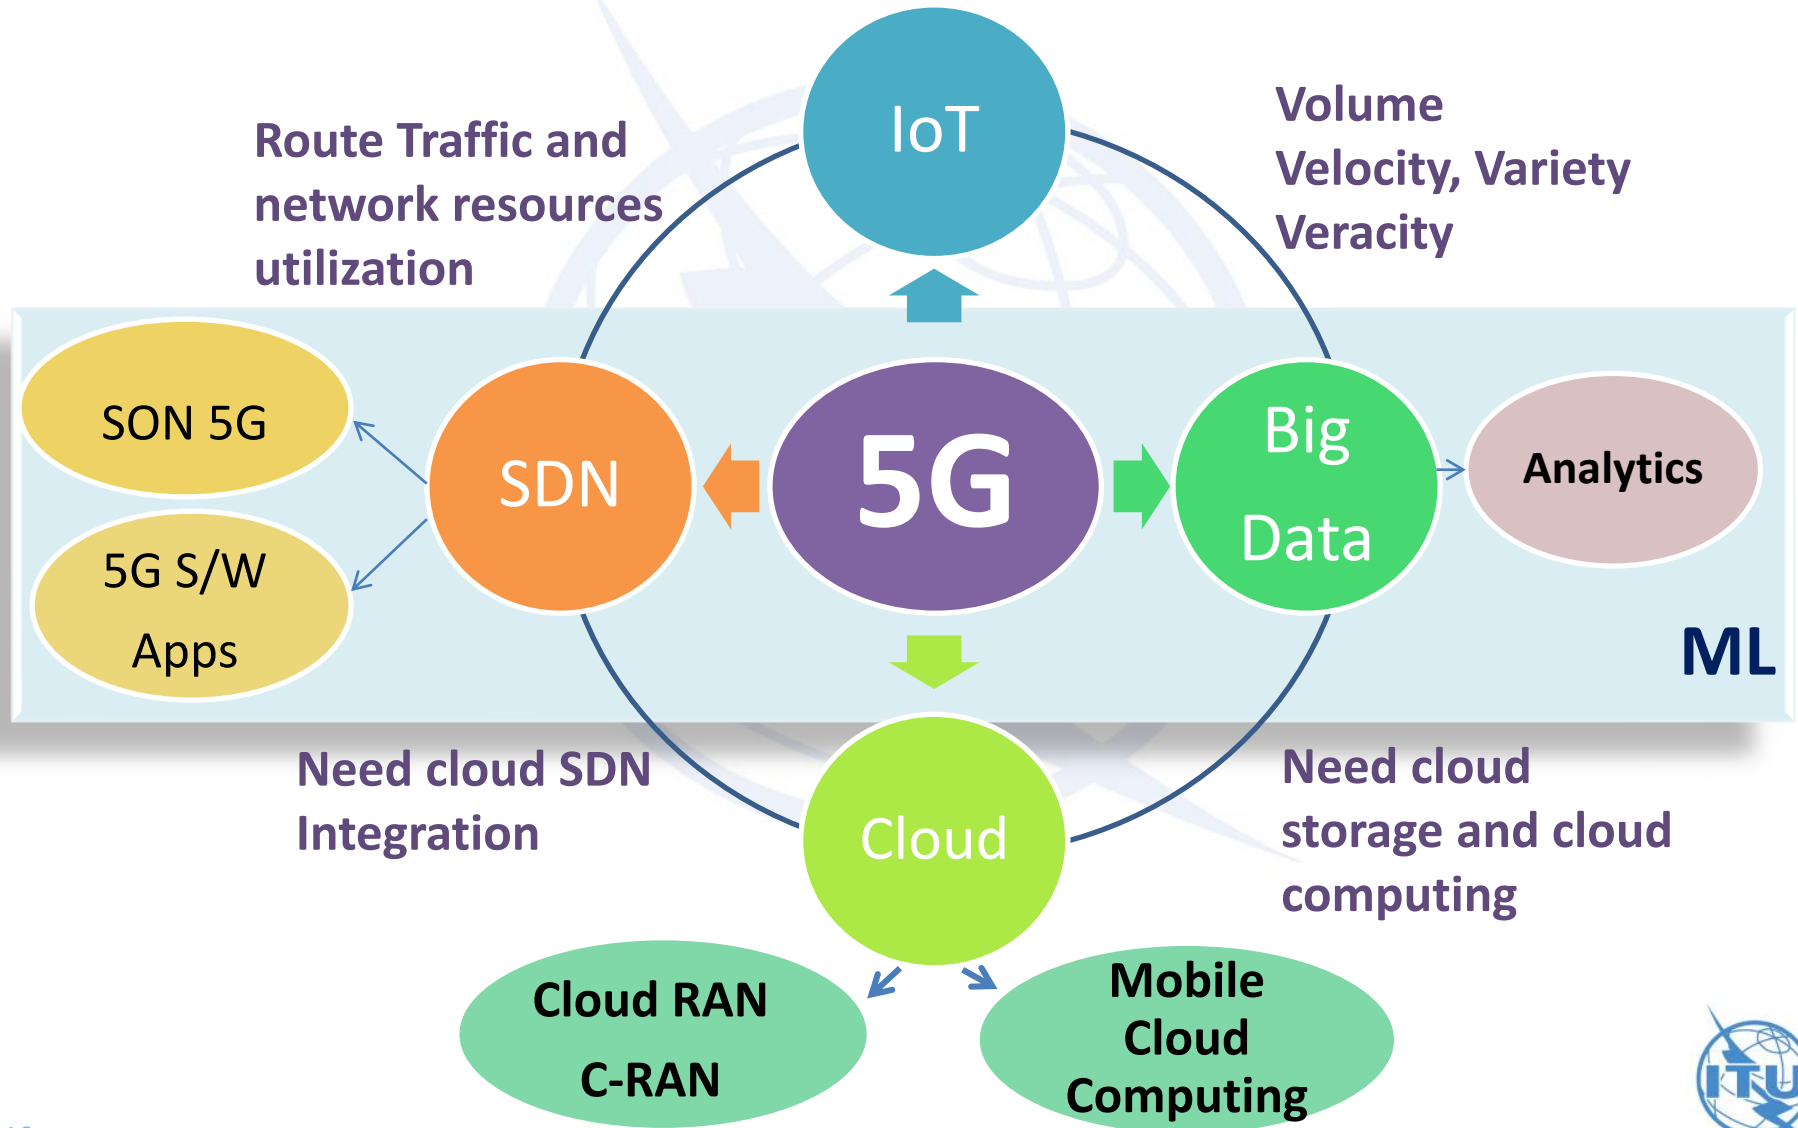 IoT
Route Traffic and
network resources
utilization
Volume
Velocity, Variety
Veracity
SON 5G
5G S/W
Apps
SDN
5G
Big
Data
Analytics
ML
Need cloud SDN
Integration
Cloud
Need cloud
storage and cloud
computing
Cloud RAN
C-RAN
Mobile
Cloud
Computing
ITU